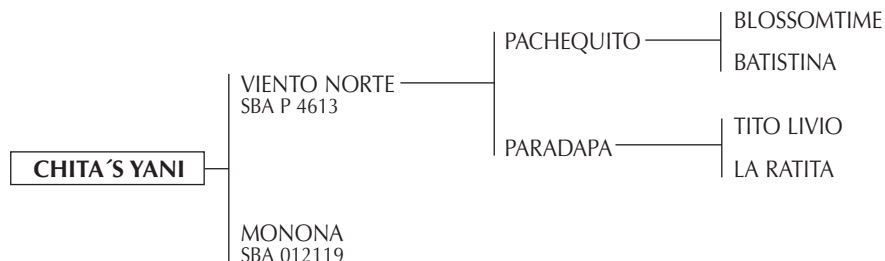 BLOSSOMTIME
PACHEQUITO
BATISTINA
VIENTO NORTE
SBA P 4613
TITO LIVIO
PARADAPA
LA RATITA
CHITA´S YANI
MONONA
SBA 012119